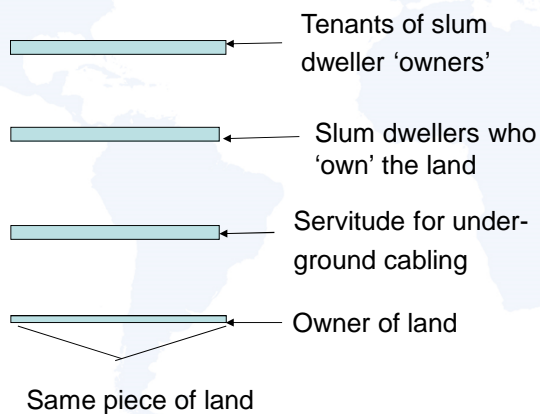 Tenants of slum
dweller ‘owners’
Slum dwellers who
‘own’ the land
Servitude for under-
ground cabling
Owner of land
Same piece of land